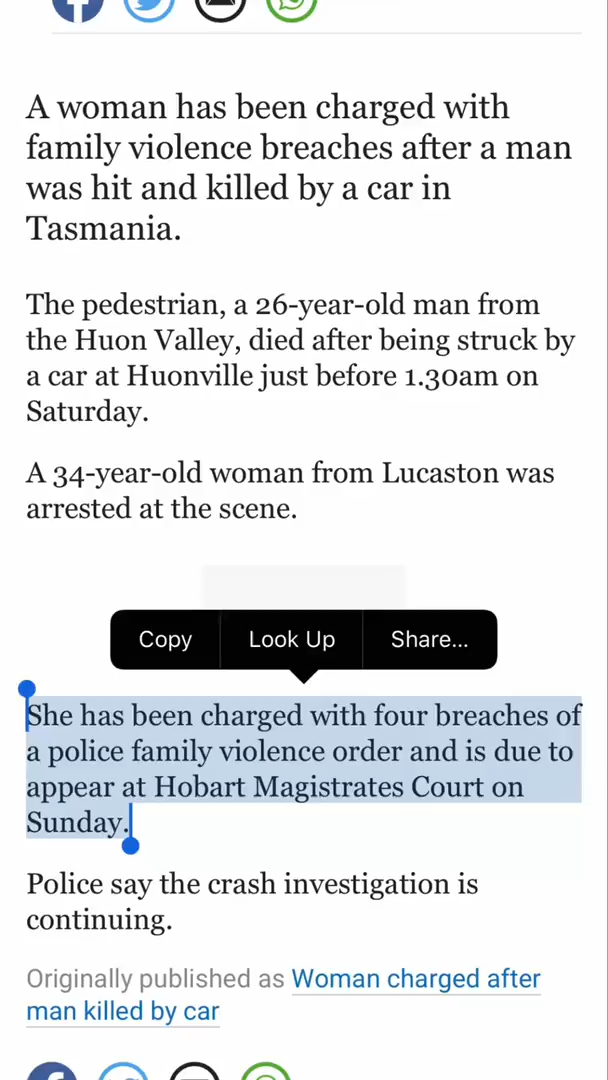 A woman has been charged with
family violence breaches after a man
was hit and killed by a car in
Tasmania.
The pedestrian, a 26-year-old man from
the Huon Valley, died after being struck by
a car at Huonville just before 1.30am on
Saturday.
A 34-year-old woman from Lucaston was
arrested at the scene.
Copy
Look Up
Share...
She has been charged with four breaches of
a police family violence order and is due to
appear at Hobart Magistrates Court on
Sunday.
Police say the crash investigation is
continuing.
Originally published as Woman charged after
man killed by car